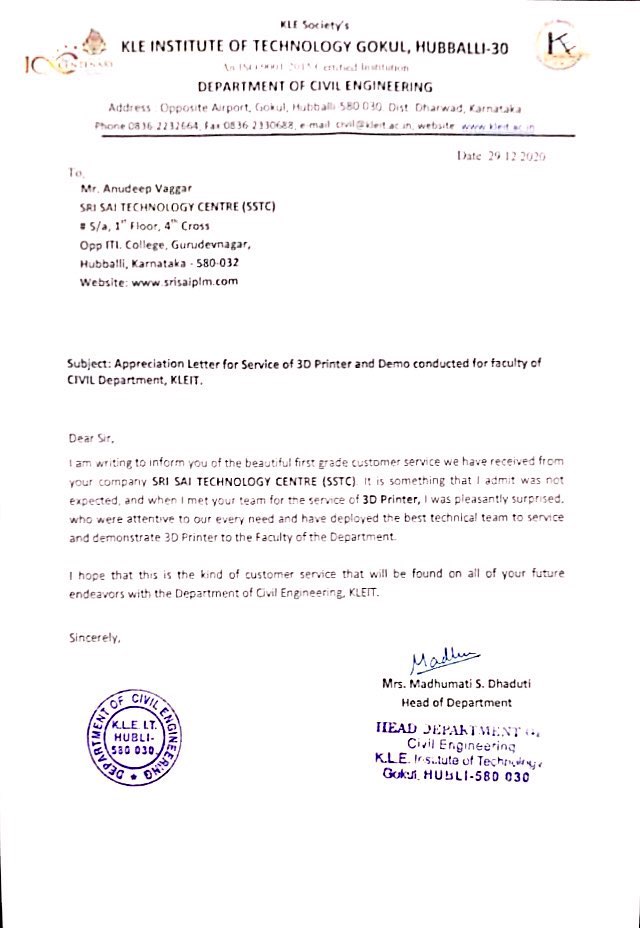 KLE Society's
KLE INSTITUTE OF TECHNOLOGY GOKUL, HUBBALLI-30
An ISO 9001:2015 Certified Institution
DEPARTMENT OF CIVIL ENGINEERING
Address: Opposite Airport, Gokul, Hubballi-580 030. Dist. Dharwad, Karnataka
Phone:0836-2232664, Fax:0836-2330688, e-mail: civil@kleit.ac.in, website: www.kleit.ac.in
CENTENARY
Date: 29.12.2020
To,
Mr. Anudeep Vaggar
SRI SAI TECHNOLOGY CENTRE (SSTC)
# 5/a, 1st Floor, 4th Cross
Opp ITI. College, Gurudevnagar,
Hubballi, Karnataka - 580-032
Website: www.srisaiplm.com
Subject: Appreciation Letter for Service of 3D Printer and Demo conducted for faculty of
CIVIL Department, KLEIT.
Dear Sir,
I am writing to inform you of the beautiful first grade customer service we have received from
your company SRI SAI TECHNOLOGY CENTRE (SSTC). It is something that I admit was not
expected, and when I met your team for the service of 3D Printer, I was pleasantly surprised,
who were attentive to our every need and have deployed the best technical team to service
and demonstrate 3D Printer to the Faculty of the Department.
I hope that this is the kind of customer service that will be found on all of your future
endeavors with the Department of Civil Engineering, KLEIT.
Sincerely,
Madhu
Mrs. Madhumati S. Dhaduti
Head of Department
HEAD DEPARTMENT OF
Civil Engineering
K.L.E. Institute of Technology
Gokul, HUBLI-580 030
DEPARTMENT OF CIVIL ENGINEERING
K.L.E I.T.
HUBLI-
580 030